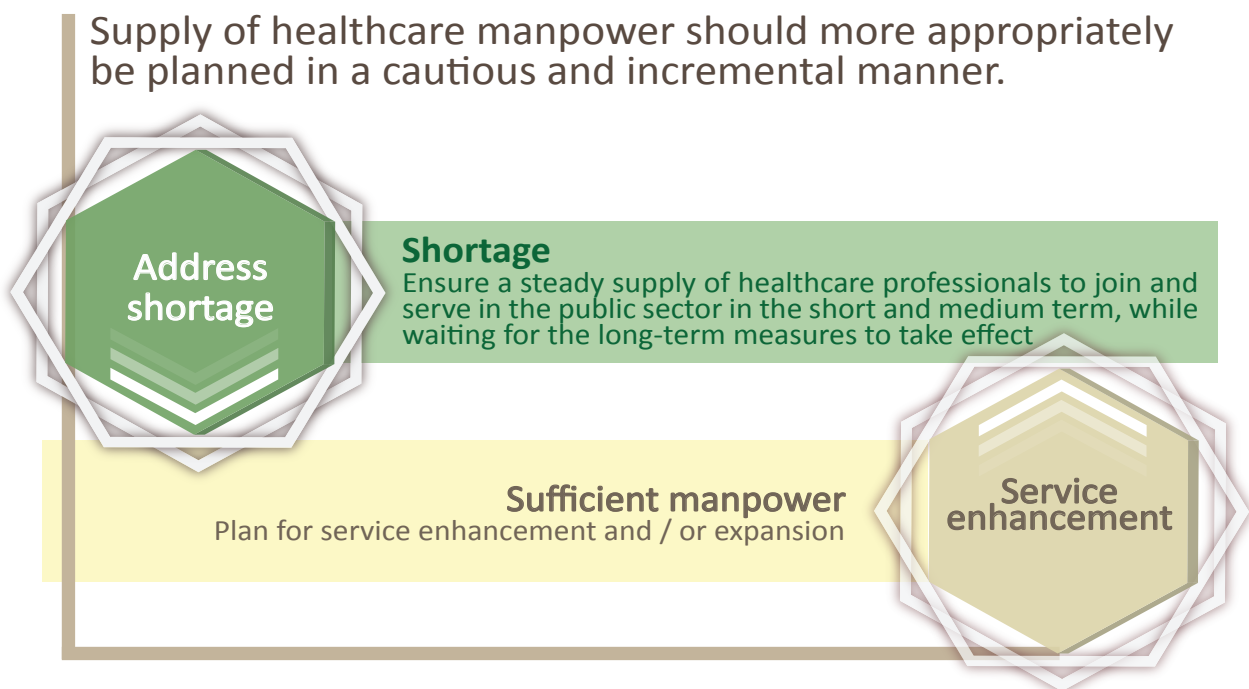 Supply of healthcare manpower should more appropriately
be planned in a cautious and incremental manner.
Address
shortage
Shortage
Ensure a steady supply of healthcare professionals to join and
serve in the public sector in the short and medium term, while
waiting for the long-term measures to take effect
Sufficient manpower
Plan for service enhancement and / or expansion
Service
enhancement